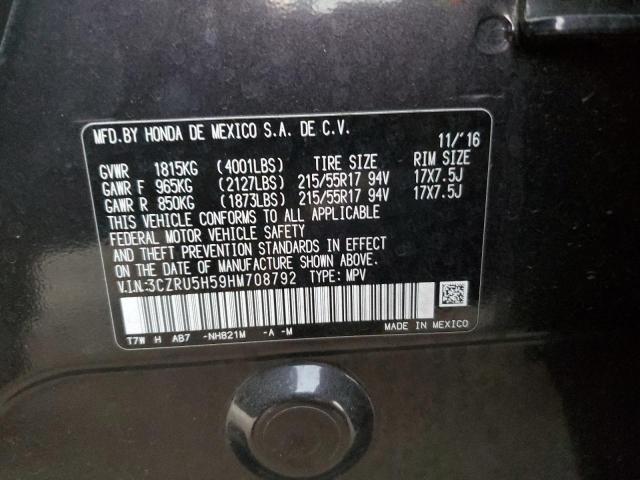 MFD.BY HONDA DE MEXICO S.A. DE C.V. 11/'16
GVWR 1815KG (4001LBS) TIRE SIZE RIM SIZE
GAWR F 965KG (2127LBS) 215/55R17 94V 17X7.5J
GAWR R 850KG (1873LBS) 215/55R17 94V 17X7.5J
THIS VEHICLE CONFORMS TO ALL APPLICABLE
FEDERAL MOTOR VEHICLE SAFETY
AND THEFT PREVENTION STANDARDS IN EFFECT
ON THE DATE OF MANUFACTURE SHOWN ABOVE.
V.I.N:3CZRU5H59HM708792 TYPE: MPV
T7W H AB7 -NH821M -A -M MADE IN MEXICO